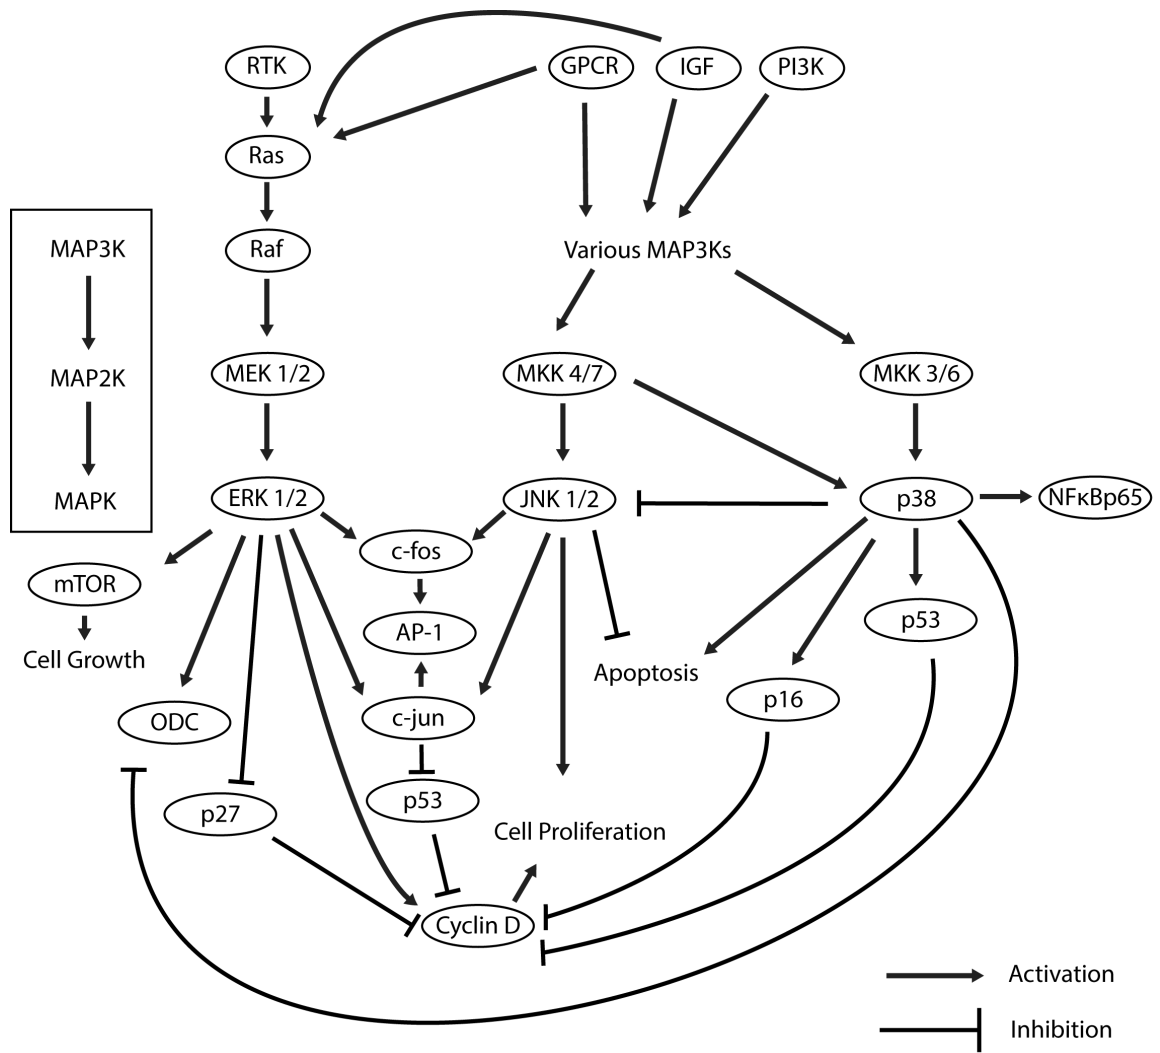 RTK
GPCR
IGF
PI3K
Ras
MAP3K
Raf
Various MAP3Ks
MAP2K
MEK 1/2
MKK 4/7
MKK 3/6
MAPK
ERK 1/2
JNK 1/2
p38
NFκBp65
c-fos
mTOR
p53
AP-1
Cell Growth
Apoptosis
p16
ODC
c-jun
p27
p53
Cell Proliferation
Cyclin D
Activation
Inhibition